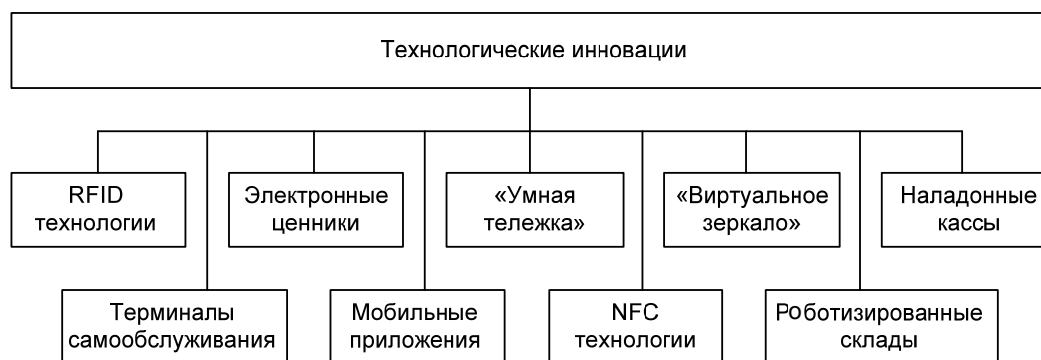 Технологические инновации
RFID
технологии
Электронные
ценники
«Умная
тележка»
«Виртуальное
зеркало»
Наладонные
кассы
Терминалы
самообслуживания
Мобильные
приложения
NFC
технологии
Роботизированные
склады